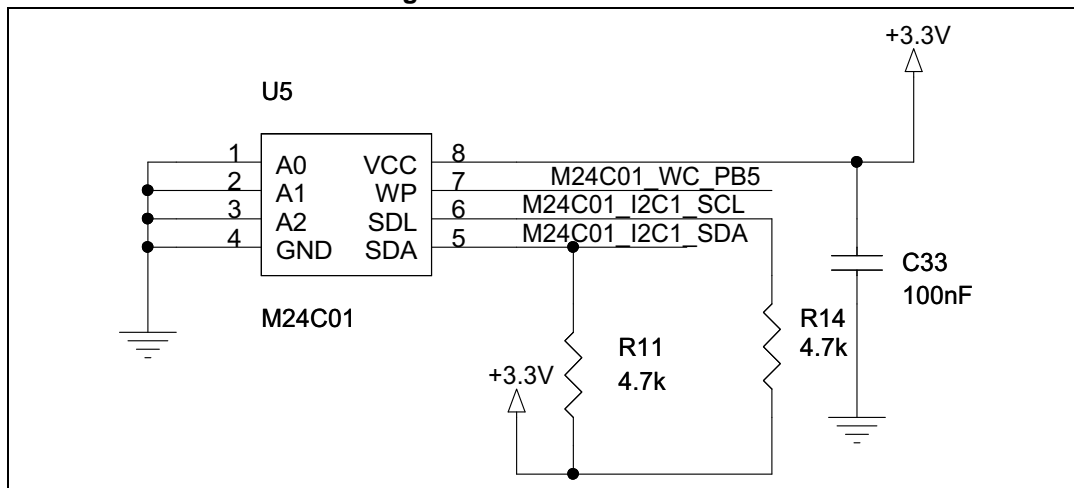 g
+3.3V
U5
1 A0 VCC 8
2 A1 WP 7 M24C01_WC_PB5
3 A2 SDL 6 M24C01_I2C1_SCL
4 GND SDA 5 M24C01_I2C1_SDA
C33
100nF
M24C01
R14
4.7k
R11
4.7k
+3.3V